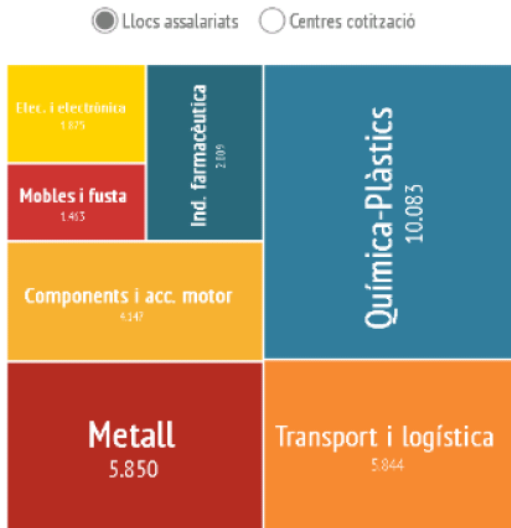 Llocs assalariats
Centres cotització
Elec. i electrònica
1.875
Ind. farmacèutica
2.809
Química-Plàstics
10.083
Mobles i fusta
1.463
Components i acc. motor
4.147
Metall
5.850
Transport i logística
5.844